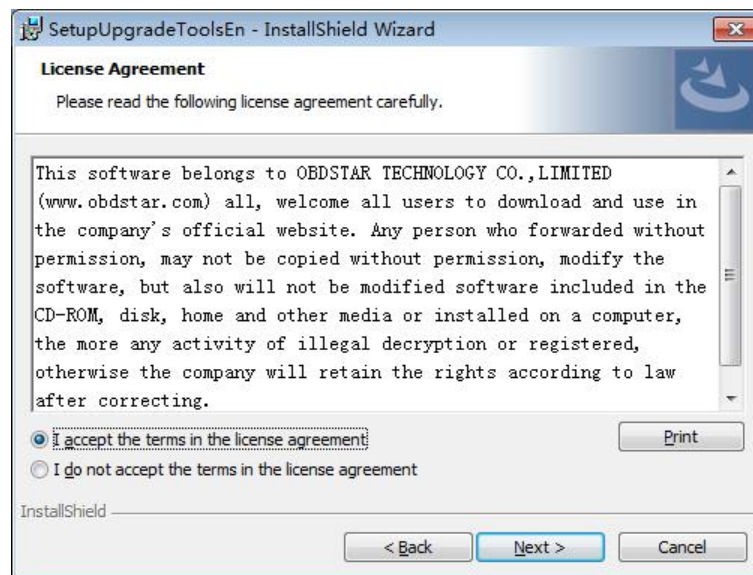 SetupUpgradeToolsEn - InstallShield Wizard
License Agreement
Please read the following license agreement carefully.
This software belongs to OBDSTAR TECHNOLOGY CO.,LIMITED
(www.obdstar.com) all, welcome all users to download and use in
the company's official website. Any person who forwarded without
permission, may not be copied without permission, modify the
software, but also will not be modified software included in the
CD-ROM, disk, home and other media or installed on a computer,
the more any activity of illegal decryption or registered,
otherwise the company will retain the rights according to law
after correcting.
I accept the terms in the license agreement
Print
I do not accept the terms in the license agreement
InstallShield
< Back
Next >
Cancel